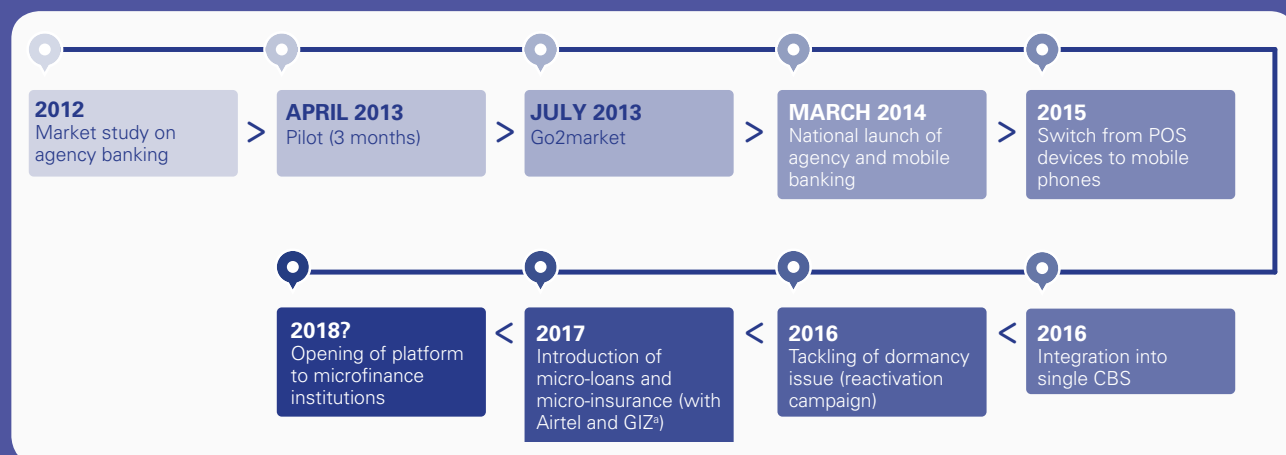 2012
Market study on
agency banking
>
APRIL 2013
Pilot (3 months)
>
JULY 2013
Go2market
>
MARCH 2014
National launch of
agency and mobile
banking
>
2015
Switch from POS
devices to mobile
phones
2016
Integration into
single CBS
<
2016
Tackling of dormancy
issue (reactivation
campaign)
<
2017
Introduction of
micro-loans and
micro-insurance (with
Airtel and GIZᵃ)
<
2018?
Opening of platform
to microfinance
institutions